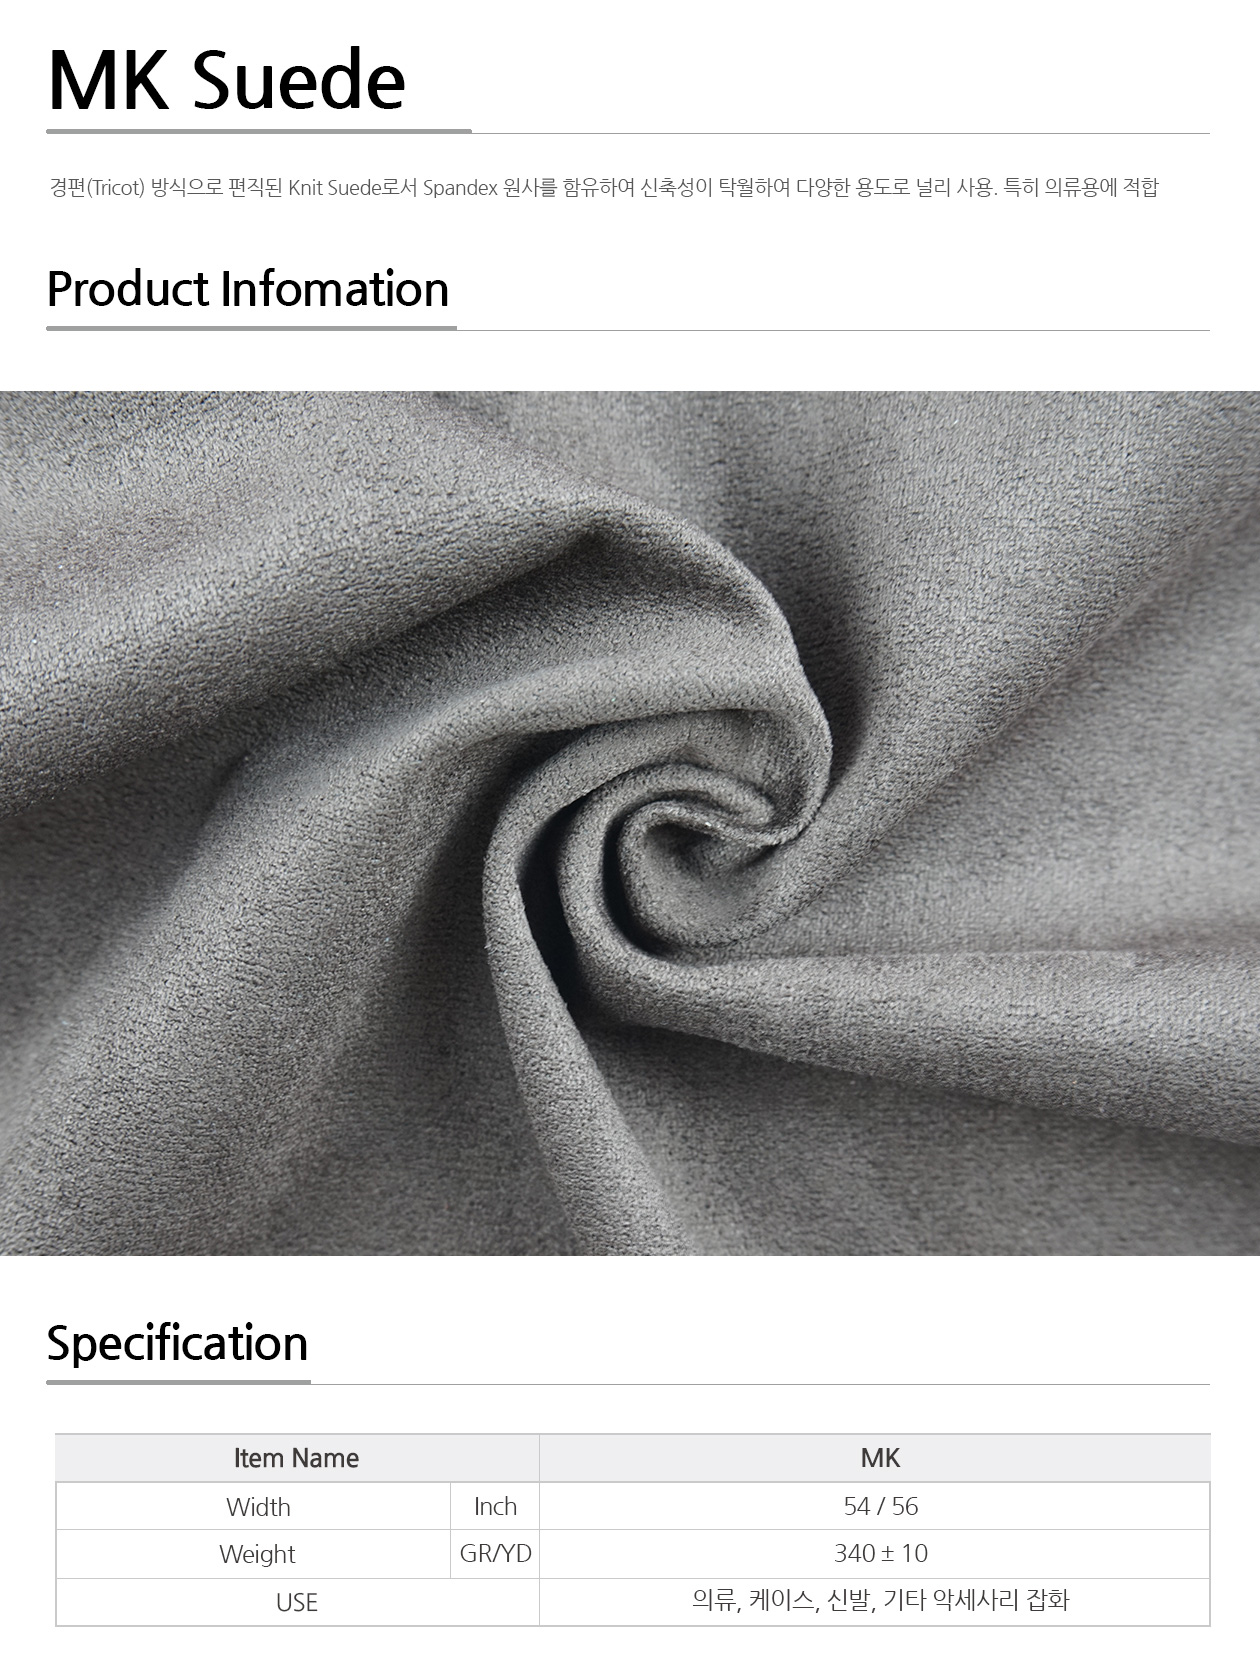 MK Suede
경편(Tricot) 방식으로 편직된 Knit Suede로서 Spandex 원사를 함유하여 신축성이 탁월하여 다양한 용도로 널리 사용. 특히 의류용에 적합
Product Infomation
Specification
Item Name MK
Width Inch 54 / 56
Weight GR/YD 340 ± 10
USE 의류, 케이스, 신발, 기타 악세사리 잡화